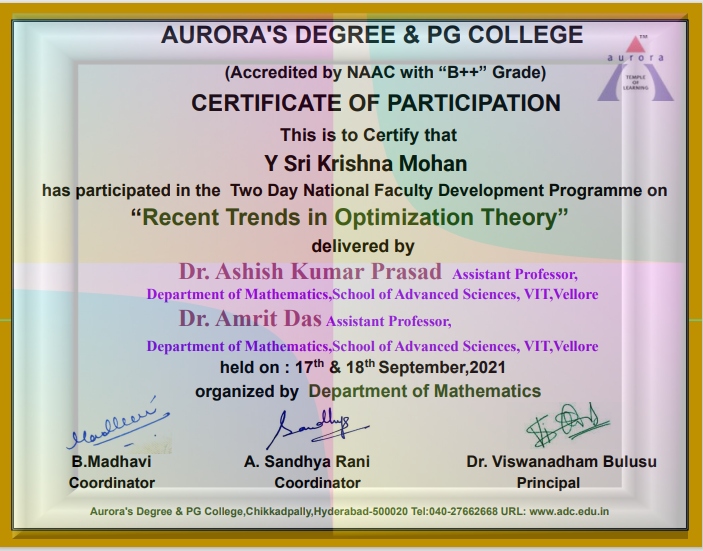 AURORA'S DEGREE & PG COLLEGE
TM
aurora
TEMPLE
OF
LEARNING
(Accredited by NAAC with “B++” Grade)
CERTIFICATE OF PARTICIPATION
This is to Certify that
Y Sri Krishna Mohan
has participated in the Two Day National Faculty Development Programme on
“Recent Trends in Optimization Theory”
delivered by
Dr. Ashish Kumar Prasad Assistant Professor,
Department of Mathematics,School of Advanced Sciences, VIT,Vellore
Dr. Amrit Das Assistant Professor,
Department of Mathematics,School of Advanced Sciences, VIT,Vellore
held on : 17th & 18th September,2021
organized by Department of Mathematics
Madhavi Sandhya
B.Madhavi A. Sandhya Rani Dr. Viswanadham Bulusu
Coordinator Coordinator Principal
Aurora's Degree & PG College,Chikkadpally,Hyderabad-500020 Tel:040-27662668 URL: www.adc.edu.in